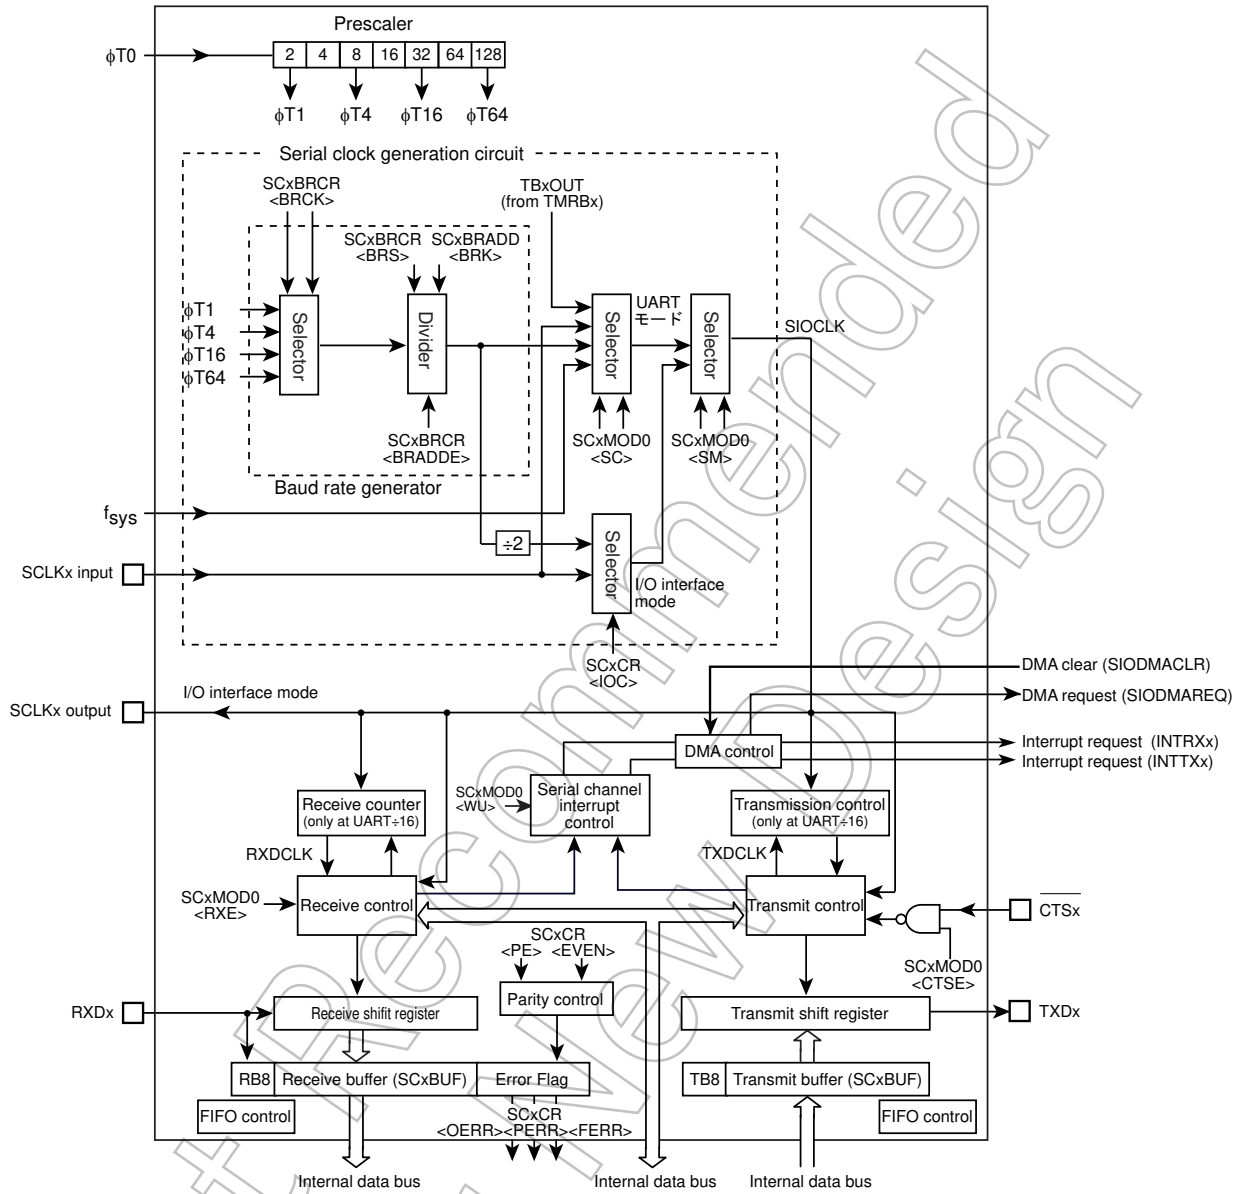 Prescaler
ϕT0
2 4 8 16 32 64 128
ϕT1 ϕT4 ϕT16 ϕT64
Serial clock generation circuit
SCxBRCR
<BRCK>
TBxOUT
(from TMRBx)
SCxBRCR
<BRS>
SCxBRADD
<BRK>
ϕT1
ϕT4
ϕT16
ϕT64
Selector
Divider
Selector
UART
モード
Selector
SIOCLK
SCxBRCR
<BRADDE>
SCxMOD0
<SC>
SCxMOD0
<SM>
Baud rate generator
fsys
÷2
Selector
SCLKx input
I/O interface
mode
SCxCR
<IOC>
DMA clear (SIODMACLR)
I/O interface mode
DMA request (SIODMAREQ)
SCLKx output
DMA control
Interrupt request (INTRXx)
Interrupt request (INTTXx)
SCxMOD0
<WU>
Serial channel
interrupt
control
Receive counter
(only at UART÷16)
Transmission control
(only at UART÷16)
RXDCLK
TXDCLK
SCxMOD0
<RXE>
Receive control
Transmit control
CTSx
SCxCR
<PE> <EVEN>
SCxMOD0
<CTSE>
Parity control
RXDx
Receive shifit register
Transmit shift register
TXDx
RB8 Receive buffer (SCxBUF) Error Flag
TB8 Transmit buffer (SCxBUF)
FIFO control
SCxCR
<OERR><PERR><FERR>
FIFO control
Internal data bus
Internal data bus
Internal data bus
Recommended
New Design